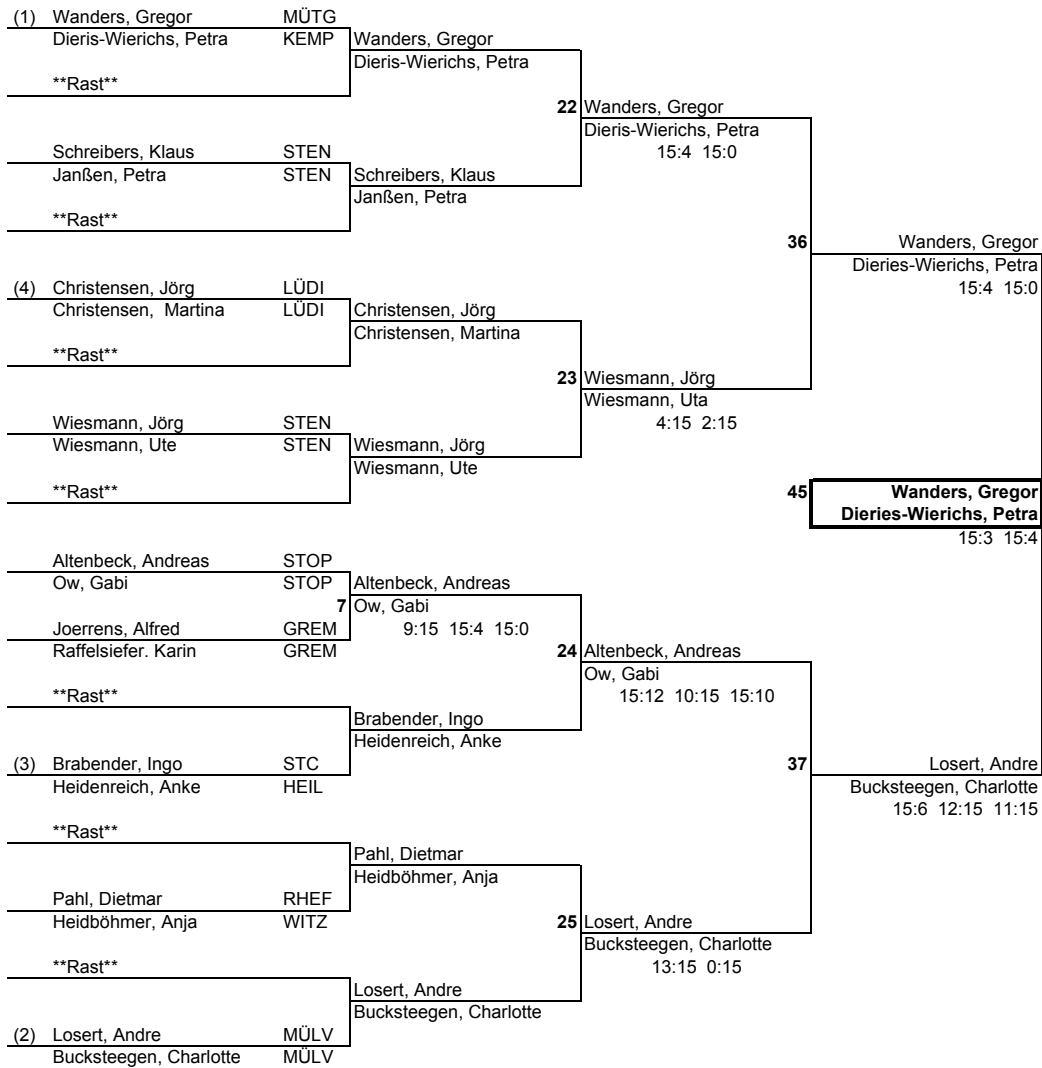 (1) Wanders, Gregor MÜTG
Dieris-Wierichs, Petra KEMP Wanders, Gregor
Dieris-Wierichs, Petra
**Rast**
22 Wanders, Gregor
Dieris-Wierichs, Petra
Schreibers, Klaus STEN 15:4 15:0
Janßen, Petra STEN Schreibers, Klaus
Janßen, Petra
**Rast**
36 Wanders, Gregor
Dieries-Wierichs, Petra
(4) Christensen, Jörg LÜDI 15:4 15:0
Christensen, Martina LÜDI Christensen, Jörg
Christensen, Martina
**Rast**
23 Wiesmann, Jörg
Wiesmann, Uta
Wiesmann, Jörg STEN 4:15 2:15
Wiesmann, Ute STEN Wiesmann, Jörg
Wiesmann, Ute
**Rast** 45 Wanders, Gregor
Dieries-Wierichs, Petra
15:3 15:4
Altenbeck, Andreas STOP
Ow, Gabi STOP Altenbeck, Andreas
7 Ow, Gabi
Joerrens, Alfred GREM 9:15 15:4 15:0
Raffelsiefer. Karin GREM 24 Altenbeck, Andreas
Ow, Gabi
**Rast** 15:12 10:15 15:10
Brabender, Ingo
Heidenreich, Anke
(3) Brabender, Ingo STC 37 Losert, Andre
Heidenreich, Anke HEIL Bucksteegen, Charlotte
15:6 12:15 11:15
**Rast**
Pahl, Dietmar
Heidböhmer, Anja
Pahl, Dietmar RHEF
Heidböhmer, Anja WITZ 25 Losert, Andre
Bucksteegen, Charlotte
**Rast** 13:15 0:15
Losert, Andre
Bucksteegen, Charlotte
(2) Losert, Andre MÜLV
Bucksteegen, Charlotte MÜLV